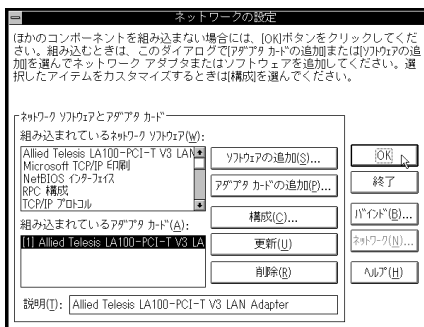 ネットワークの設定
ほかのコンポーネントを組み込まない場合には、[OK]ボタンをクリックしてくだ
さい。組み込むときは、このダイアログで[アダプタ カードの追加]または[ソフトウェアの追
加]を選んでネットワーク アダプタまたはソフトウェアを追加してください。選
択したアイテムをカスタマイズするときは[構成]を選んでください。
ネットワーク ソフトウェアとアダプタ カード
組み込まれているネットワーク ソフトウェア(W):
Allied Telesis LA100-PCI-T V3 LAN
Microsoft TCP/IP 印刷
NetBIOS インターフェイス
RPC 構成
TCP/IP プロトコル
組み込まれているアダプタ カード(A):
[1] Allied Telesis LA100-PCI-T V3 LA
ソフトウェアの追加(S)...
アダプタ カードの追加(P)...
構成(C)...
更新(U)
削除(R)
OK
終了
バインド(B)...
ネットワーク(N)...
ヘルプ(H)
説明(T): Allied Telesis LA100-PCI-T V3 LAN Adapter